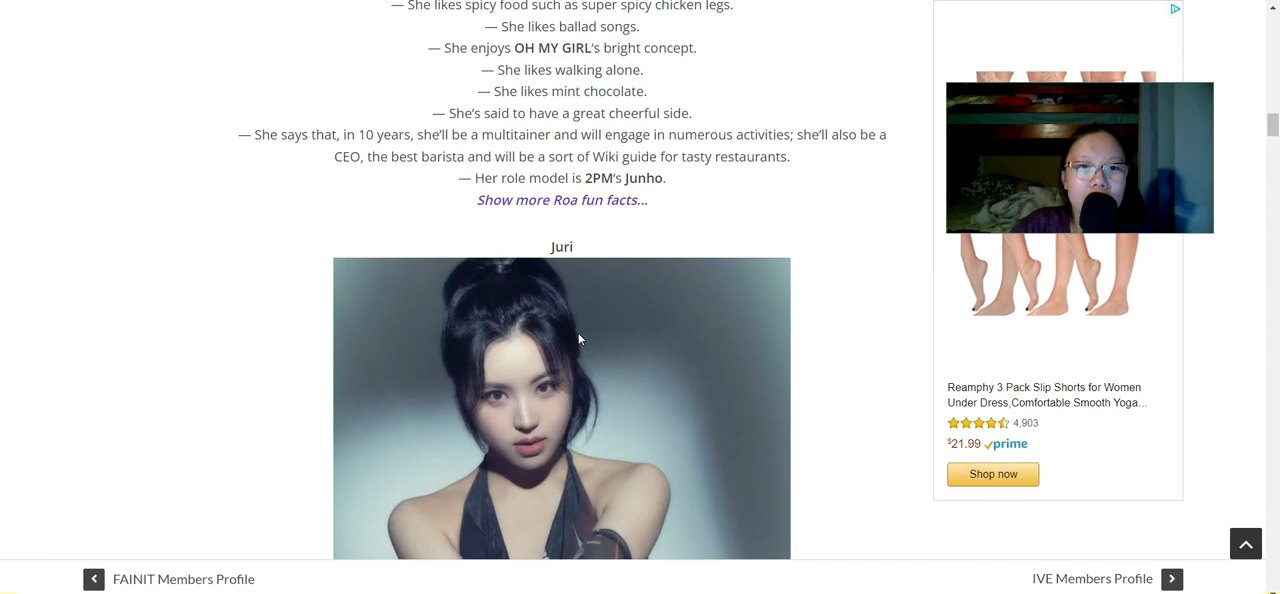 — She likes spicy food such as super spicy chicken legs.
— She likes ballad songs.
— She enjoys OH MY GIRL‘s bright concept.
— She likes walking alone.
— She likes mint chocolate.
— She’s said to have a great cheerful side.
— She says that, in 10 years, she’ll be a multitainer and will engage in numerous activities; she’ll also be a
CEO, the best barista and will be a sort of Wiki guide for tasty restaurants.
— Her role model is 2PM‘s Junho.
Show more Roa fun facts…
Juri
Reamphy 3 Pack Slip Shorts for Women
Under Dress,Comfortable Smooth Yoga...
4,903
$21.99 prime
Shop now
FAINIT Members Profile
IVE Members Profile